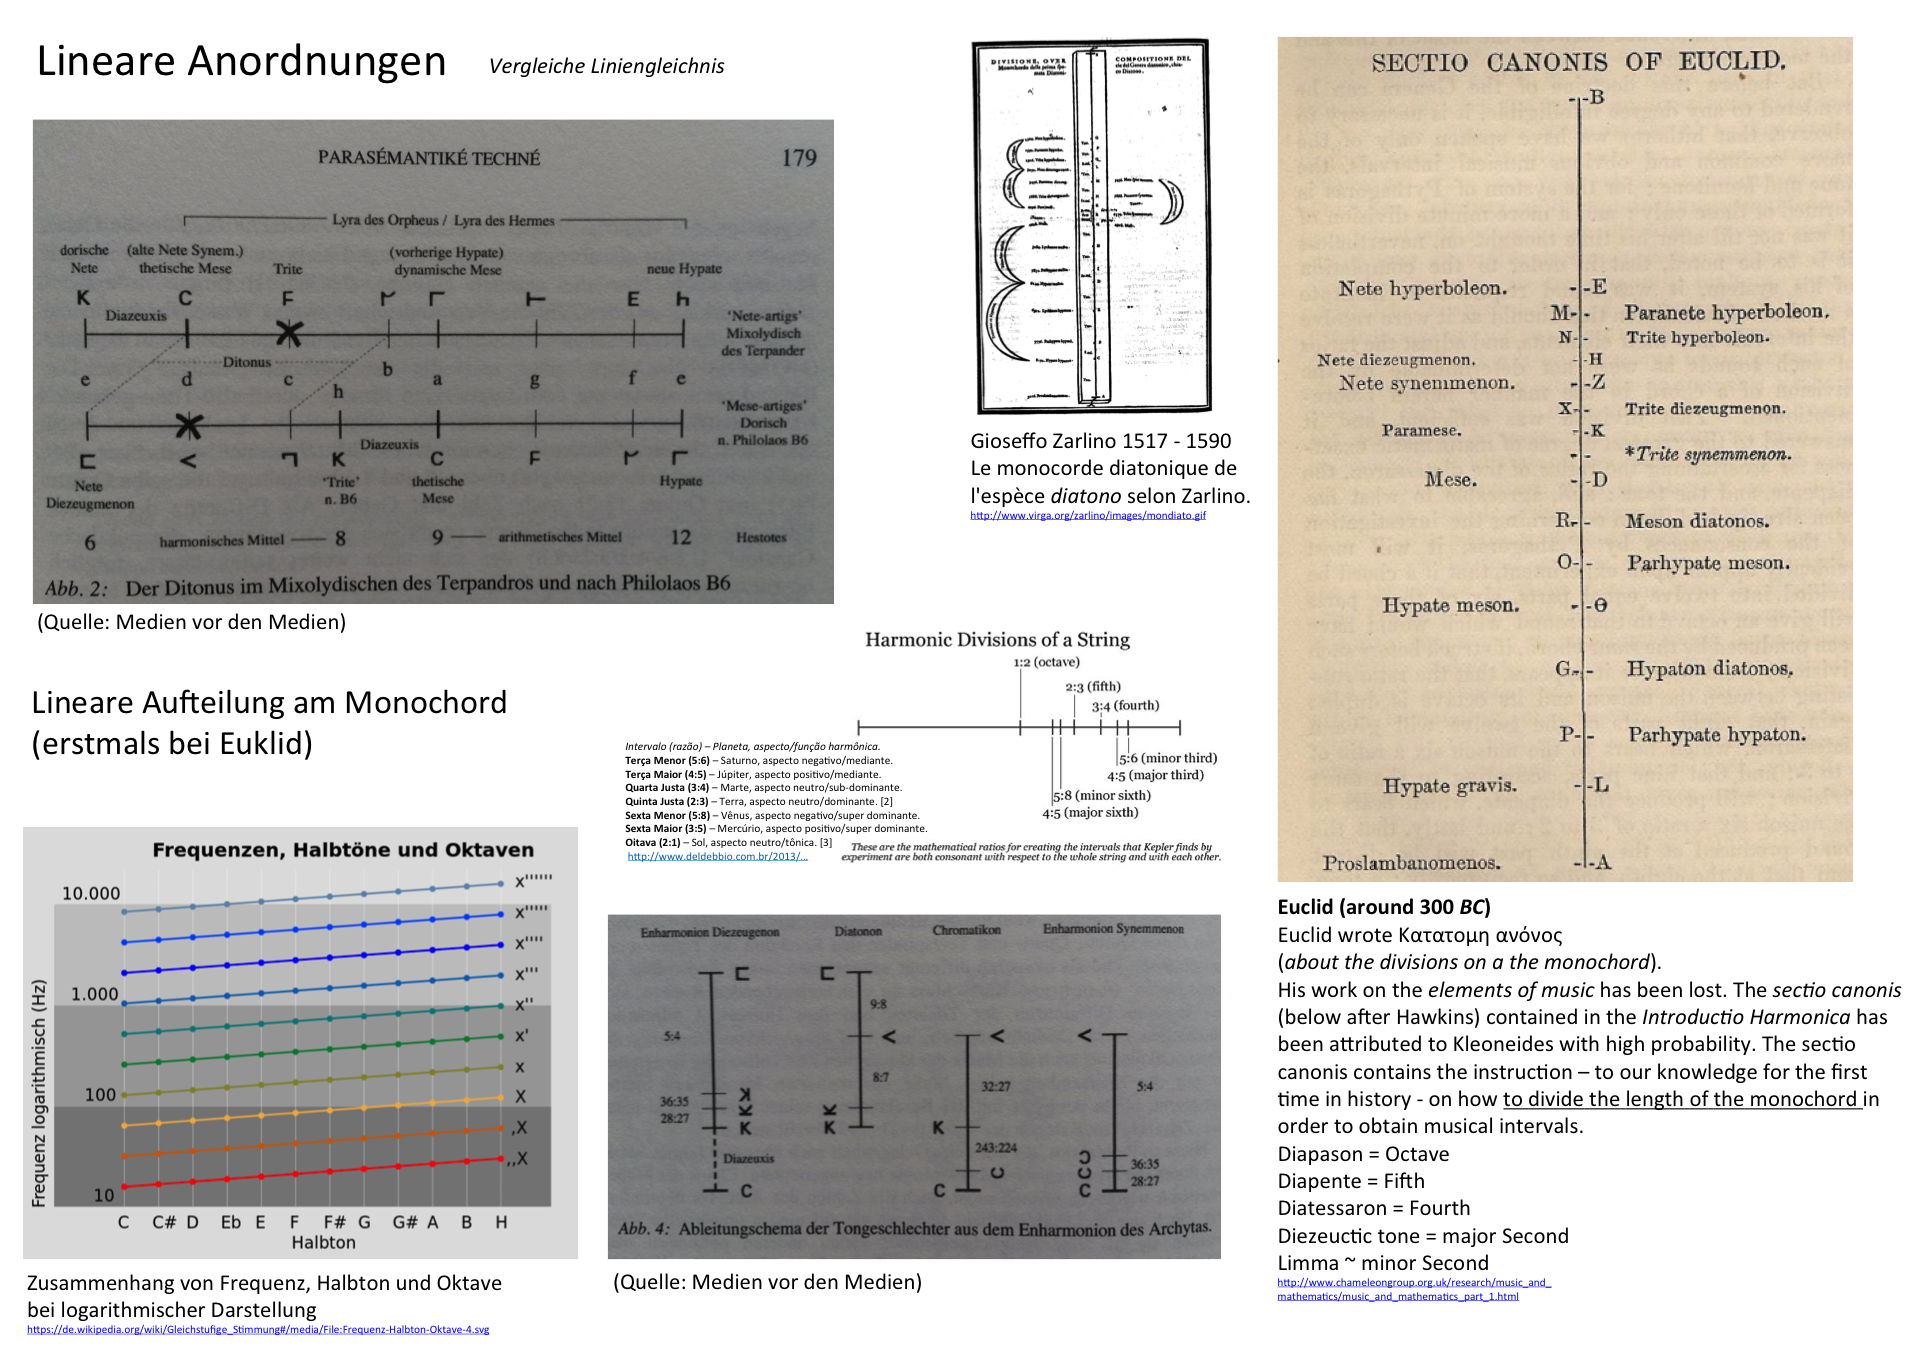 Lineare Anordnungen
Vergleiche Liniengleichnis
PARASÉMANTIKÉ TECHNÉ
179
Lyra des Orpheus / Lyra des Hermes
dorische (alte Nete Synem.) (vorherige Hypate)
Nete thetische Mese Trite dynamische Mese neue Hypate
K C F Γ E
Diazeuxis
'Nete-artigs'
Mixolydisch
des Terpander
Ditonus
e d c h b a g f e
'Mese-artiges'
Dorisch
n. Philolaos B6
Diazeuxis
< K C F Γ
Nete 'Trite' thetische Hypate
Diezeugmenon n. B6 Mese
6 harmonisches Mittel 8 9 arithmetisches Mittel 12 Hestotes
Abb. 2: Der Ditonus im Mixolydischen des Terpandros und nach Philolaos B6
(Quelle: Medien vor den Medien)
DIVISIONE, OVER
COMPOSITIONE DEL
Gioseffo Zarlino 1517 - 1590
Le monocorde diatonique de
l'espèce diatono selon Zarlino.
http://www.virga.org/zarlino/images/mondiato.gif
Lineare Aufteilung am Monochord
(erstmals bei Euklid)
Harmonic Divisions of a String
1:2 (octave)
2:3 (fifth)
3:4 (fourth)
5:6 (minor third)
4:5 (major third)
5:8 (minor sixth)
4:5 (major sixth)
These are the mathematical ratios for creating the intervals that Kepler finds by
experiment are both consonant with respect to the whole string and with each other.
Intervalo (razão) – Planeta, aspecto/função harmônica.
Terça Menor (5:6) – Saturno, aspecto negativo/mediante.
Terça Maior (4:5) – Júpiter, aspecto positivo/mediante.
Quarta Justa (3:4) – Marte, aspecto neutro/sub-dominante.
Quinta Justa (2:3) – Terra, aspecto neutro/dominante. [2]
Sexta Menor (5:8) – Vênus, aspecto negativo/super dominante.
Sexta Maior (3:5) – Mercúrio, aspecto positivo/super dominante.
Oitava (2:1) – Sol, aspecto neutro/tônica. [3]
http://www.deldebbio.com.br/2013/...
Frequenzen, Halbtöne und Oktaven
Frequenz logarithmisch (Hz)
10.000
1.000
100
10
x''''''
x'''''
x''''
x'''
x''
x'
x
X
,X
,,X
C C# D Eb E F F# G G# A B H
Halbton
Zusammenhang von Frequenz, Halbton und Oktave
bei logarithmischer Darstellung
https://de.wikipedia.org/wiki/Gleichstufige_Stimmung#/media/File:Frequenz-Halbton-Oktave-4.svg
Enharmonion Diezeugenon Diatonon Chromatikon Enharmonion Synemmenon
9:8
5:4 < < <
8:7 32:27 5:4
36:35 K
28:27 K K K
243:224
Diazeuxis
36:35
28:27
C C C
Abb. 4: Ableitungschema der Tongeschlechter aus dem Enharmonion des Archytas.
(Quelle: Medien vor den Medien)
SECTIO CANONIS OF EUCLID.
B
Nete hyperboleon. E
M Paranete hyperboleon.
N Trite hyperboleon.
Nete diezeugmenon. H
Nete synemmenon. Z
X Trite diezeugmenon.
Paramese. K
*Trite synemmenon.
Mese. D
R Meson diatonos.
O Parhypate meson.
Hypate meson. Θ
G Hypaton diatonos.
P Parhypate hypaton.
Hypate gravis. L
Proslambanomenos. A
Euclid (around 300 BC)
Euclid wrote Κατατομη ανόνος
(about the divisions on a the monochord).
His work on the elements of music has been lost. The sectio canonis
(below after Hawkins) contained in the Introductio Harmonica has
been attributed to Kleoneides with high probability. The sectio
canonis contains the instruction – to our knowledge for the first
time in history - on how to divide the length of the monochord in
order to obtain musical intervals.
Diapason = Octave
Diapente = Fifth
Diatessaron = Fourth
Diezeuctic tone = major Second
Limma ~ minor Second
http://www.chameleongroup.org.uk/research/music_and_
mathematics/music_and_mathematics_part_1.html